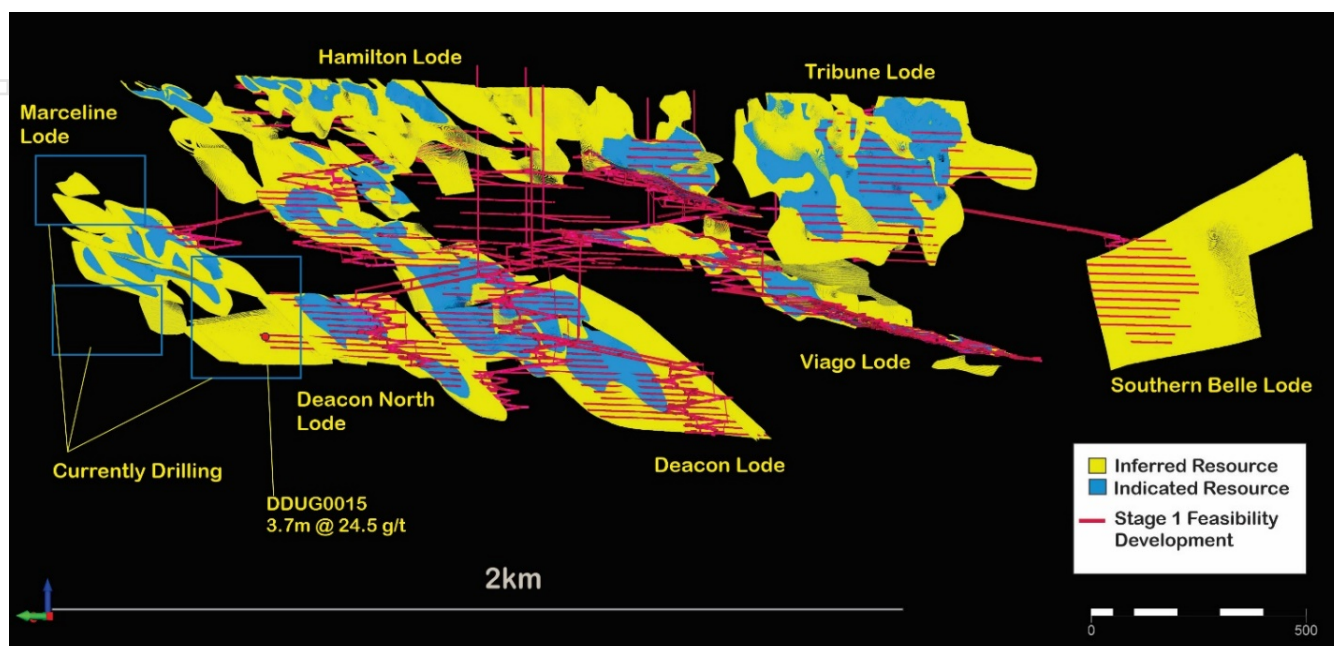 Hamilton Lode
Tribune Lode
Marceline
Lode
Viago Lode
Southern Belle Lode
Deacon North
Lode
Deacon Lode
Currently Drilling
DDUG0015
3.7m @ 24.5 g/t
Inferred Resource
Indicated Resource
Stage 1 Feasibility
Development
2km
0
500